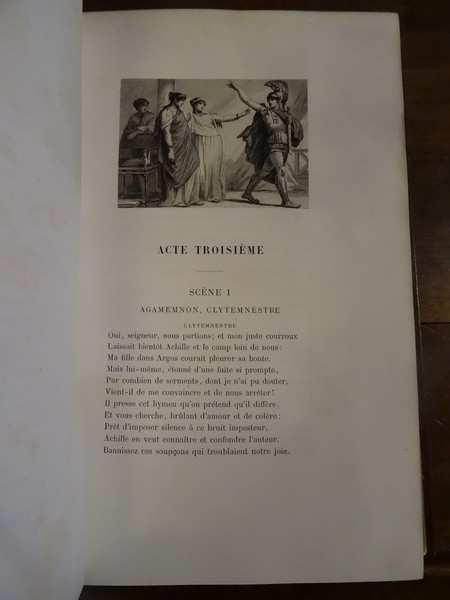 ACTE TROISIÈME
SCÈNE I
AGAMEMNON, CLYTEMNESTRE
CLYTEMNESTRE
Oui, seigneur, nous partions; et mon juste courroux
Laissait bientôt Achille et le camp loin de nous:
Ma fille dans Argos courait pleurer sa honte.
Mais lui-même, étonné d'une fuite si prompte,
Par combien de serments, dont je n'ai pu douter,
Vient-il de me convaincre et de nous arrêter!
Il presse cet hymen qu'on prétend qu'il diffère,
Et vous cherche, brûlant d'amour et de colère:
Prêt d'imposer silence à ce bruit imposteur,
Achille en veut connaître et confondre l'auteur.
Bannissez ces soupçons qui troublaient notre joie.